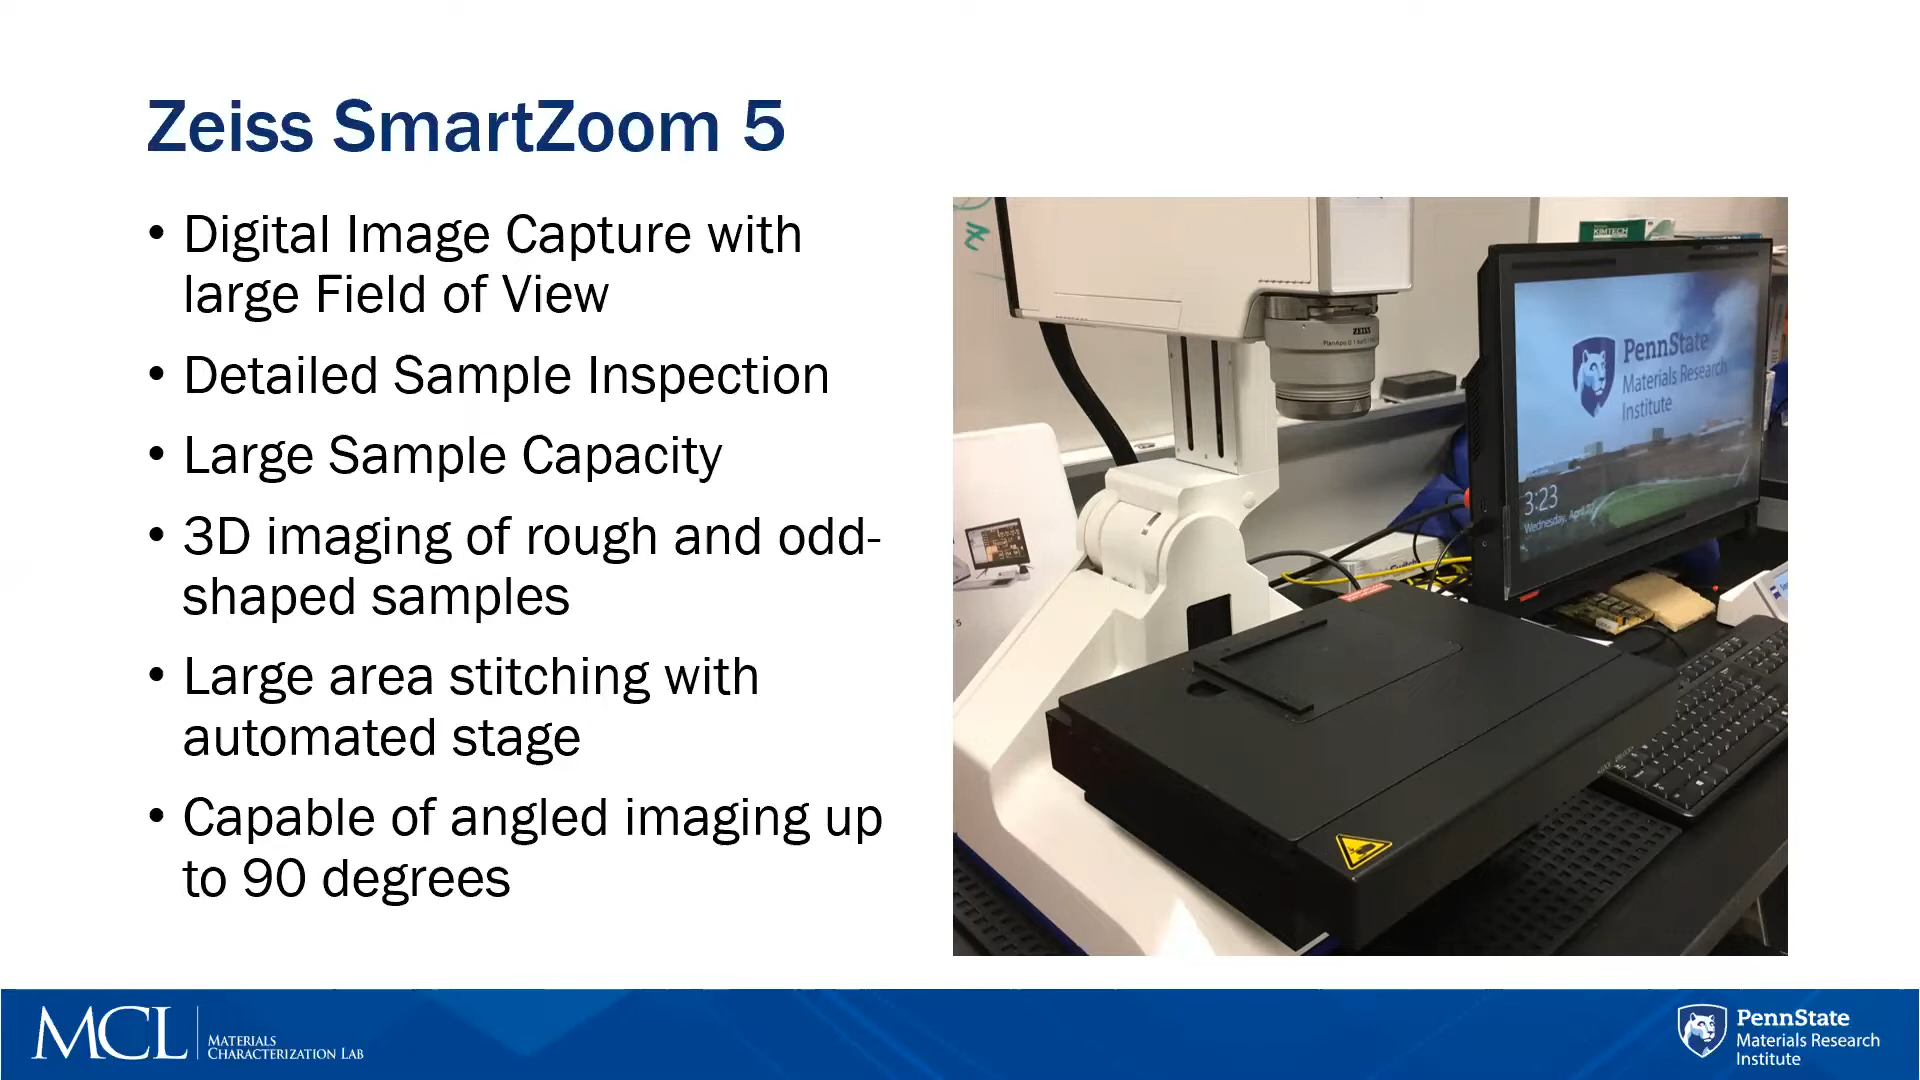 Zeiss SmartZoom 5
• Digital Image Capture with
large Field of View
• Detailed Sample Inspection
• Large Sample Capacity
• 3D imaging of rough and odd-
shaped samples
• Large area stitching with
automated stage
• Capable of angled imaging up
to 90 degrees
KIMTECH
ZEISS
PennState
Materials Research
Institute
3:23
Wednesday,
MCL
MATERIALS
CHARACTERIZATION LAB
PennState
Materials Research
Institute